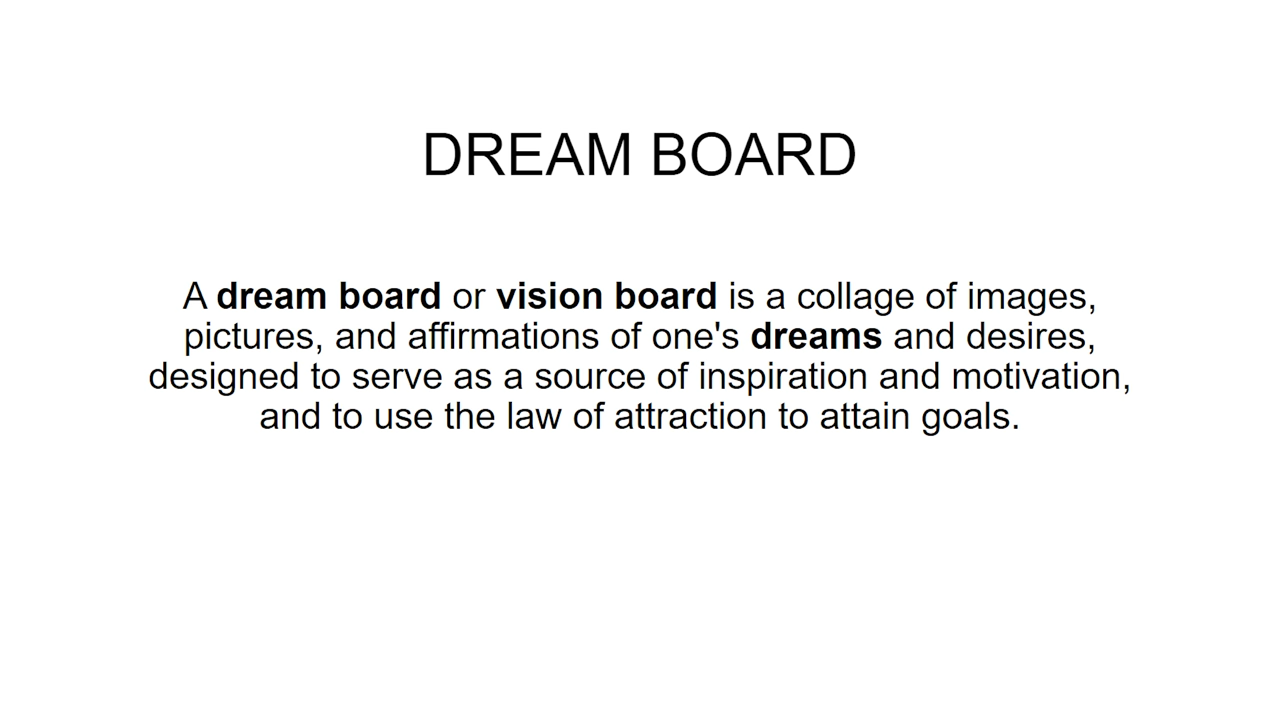 DREAM BOARD
A dream board or vision board is a collage of images,
pictures, and affirmations of one's dreams and desires,
designed to serve as a source of inspiration and motivation,
and to use the law of attraction to attain goals.